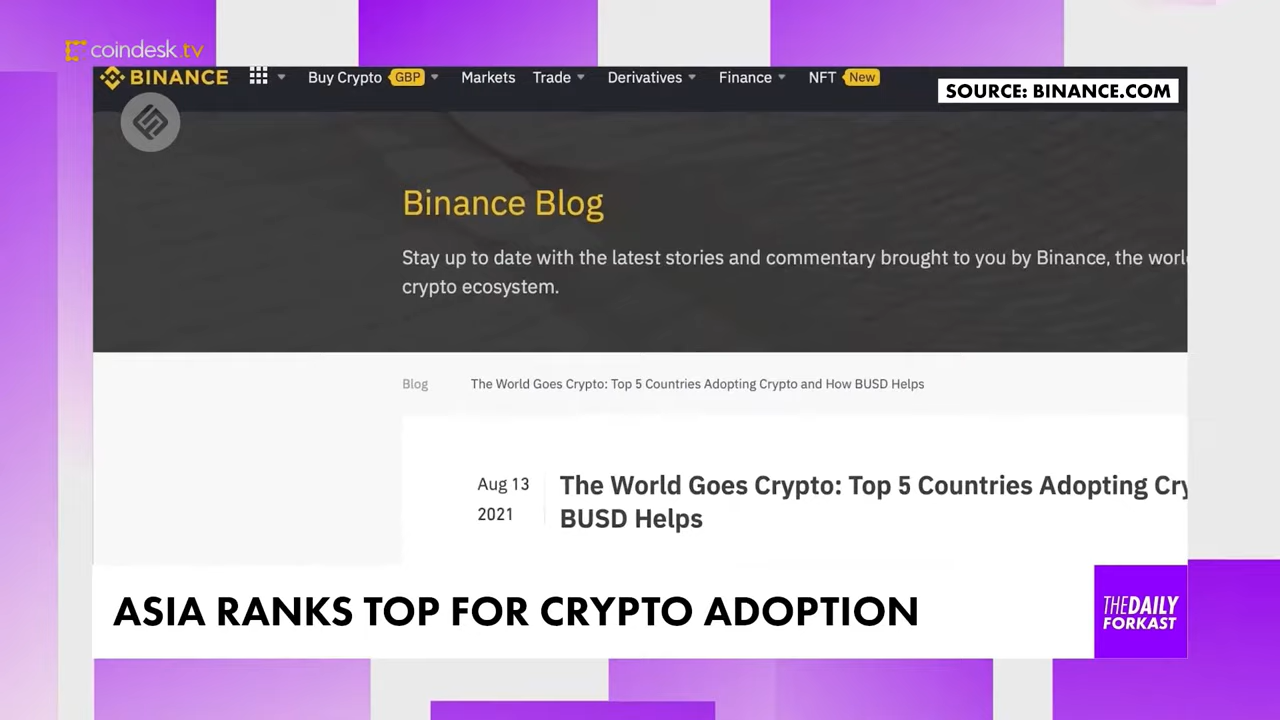 coindesk.tv
BINANCE Buy Crypto GBP Markets Trade Derivatives Finance NFT New
SOURCE: BINANCE.COM
Binance Blog
Stay up to date with the latest stories and commentary brought to you by Binance, the worl
crypto ecosystem.
Blog The World Goes Crypto: Top 5 Countries Adopting Crypto and How BUSD Helps
Aug 13
2021
The World Goes Crypto: Top 5 Countries Adopting Cry
BUSD Helps
ASIA RANKS TOP FOR CRYPTO ADOPTION
THE DAILY
FORKAST